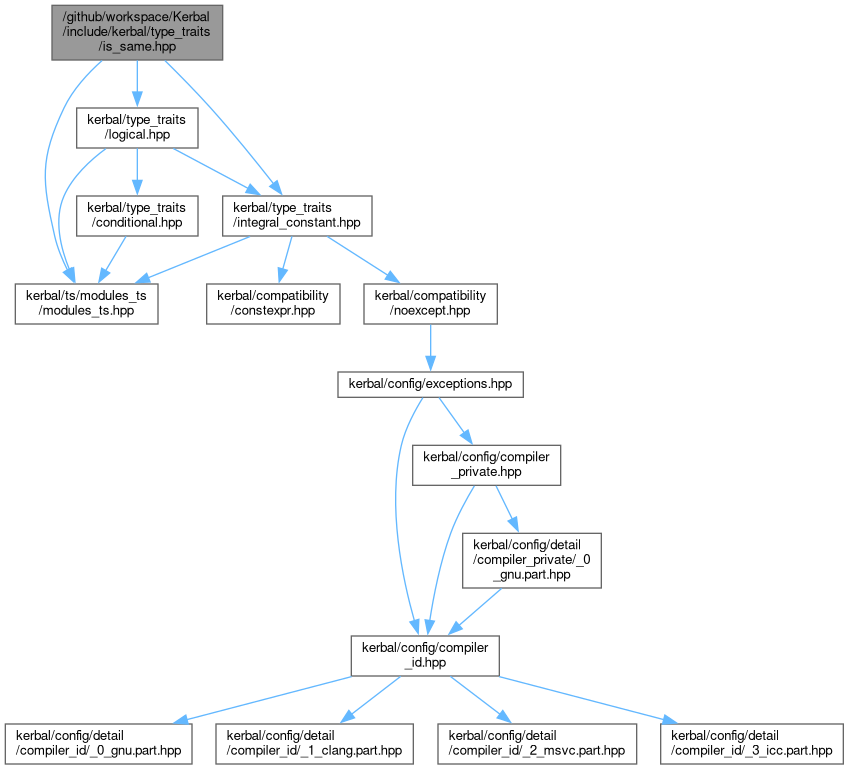 /github/workspace/Kerbal
/include/kerbal/type_traits
/is_same.hpp
kerbal/type_traits
/logical.hpp
kerbal/type_traits
/conditional.hpp
kerbal/type_traits
/integral_constant.hpp
kerbal/ts/modules_ts
/modules_ts.hpp
kerbal/compatibility
/constexpr.hpp
kerbal/compatibility
/noexcept.hpp
kerbal/config/exceptions.hpp
kerbal/config/compiler
_private.hpp
kerbal/config/detail
/compiler_private/_0
_gnu.part.hpp
kerbal/config/compiler
_id.hpp
kerbal/config/detail
/compiler_id/_0_gnu.part.hpp
kerbal/config/detail
/compiler_id/_1_clang.part.hpp
kerbal/config/detail
/compiler_id/_2_msvc.part.hpp
kerbal/config/detail
/compiler_id/_3_icc.part.hpp